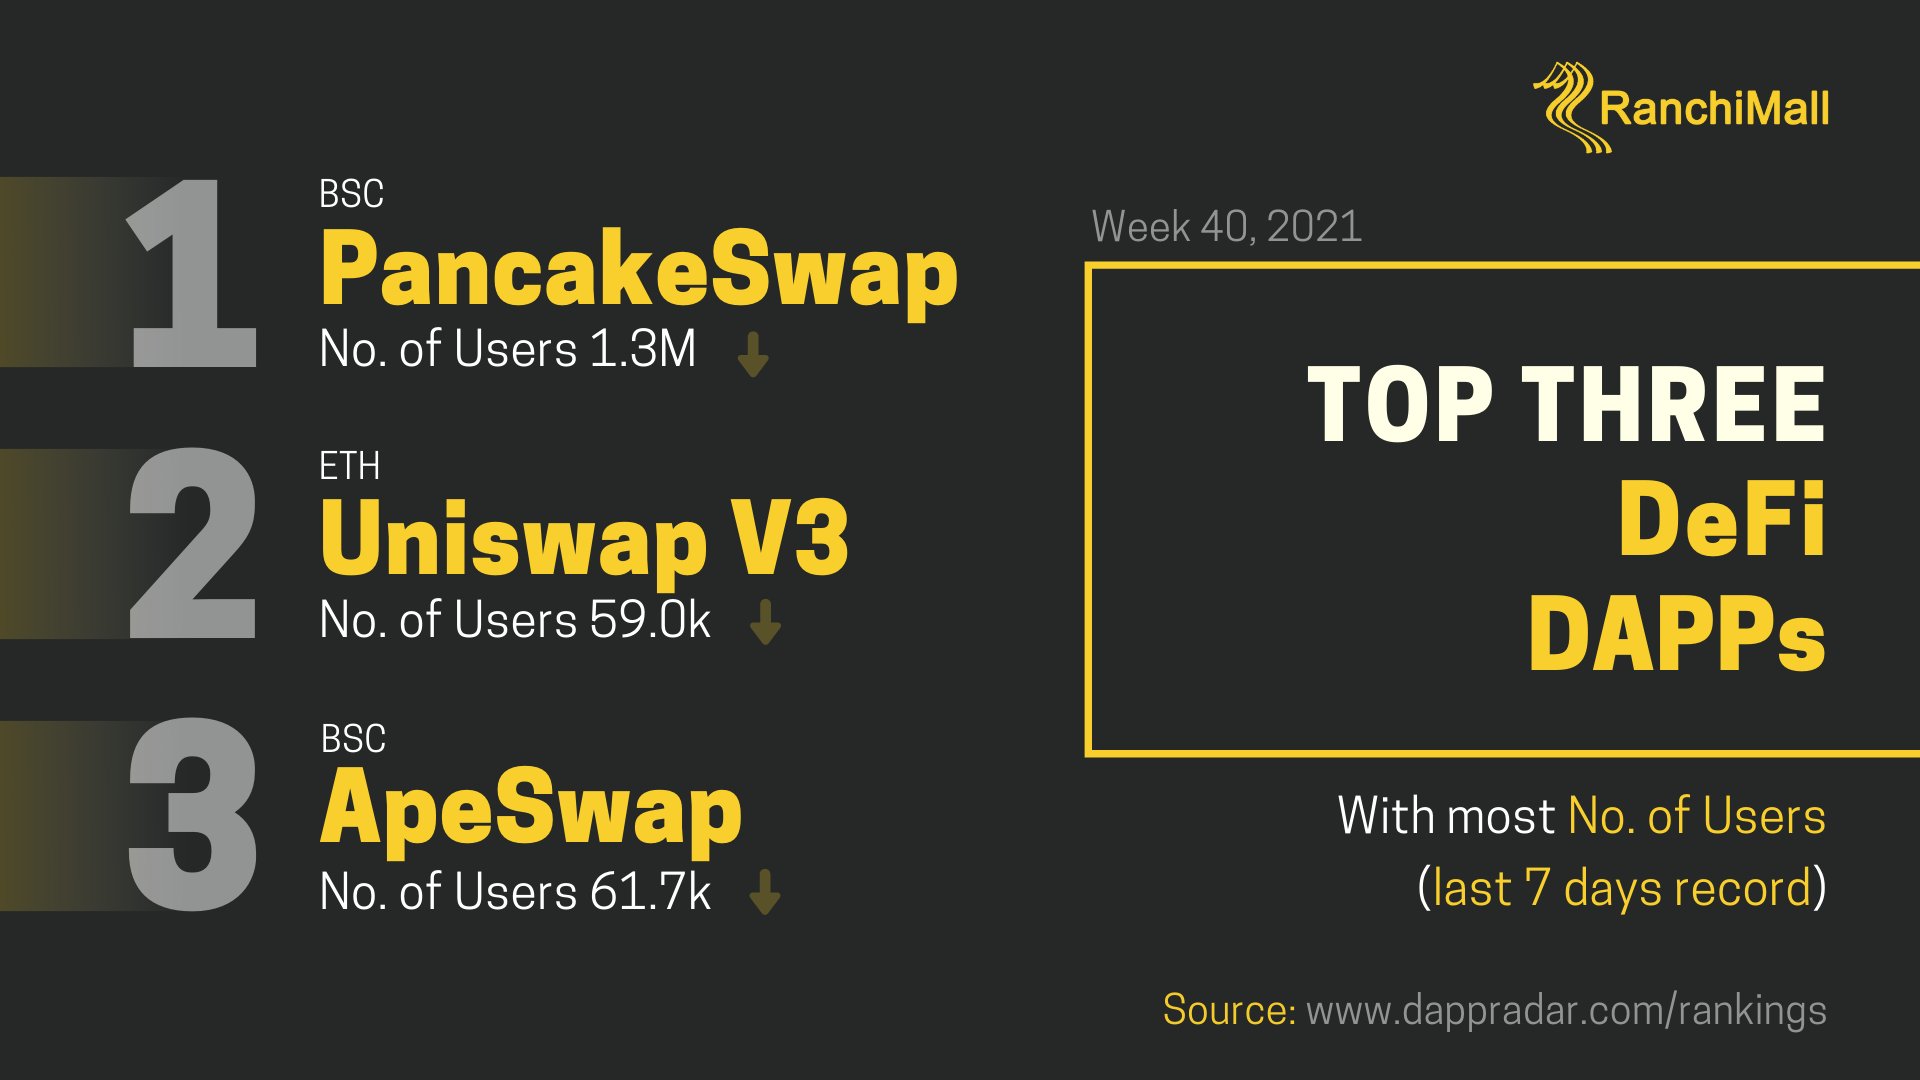 RanchiMall
1
BSC
PancakeSwap
No. of Users 1.3M
2
ETH
Uniswap V3
No. of Users 59.0k
3
BSC
ApeSwap
No. of Users 61.7k
Week 40, 2021
TOP THREE
DeFi
DAPPs
With most No. of Users
(last 7 days record)
Source: www.dappradar.com/rankings